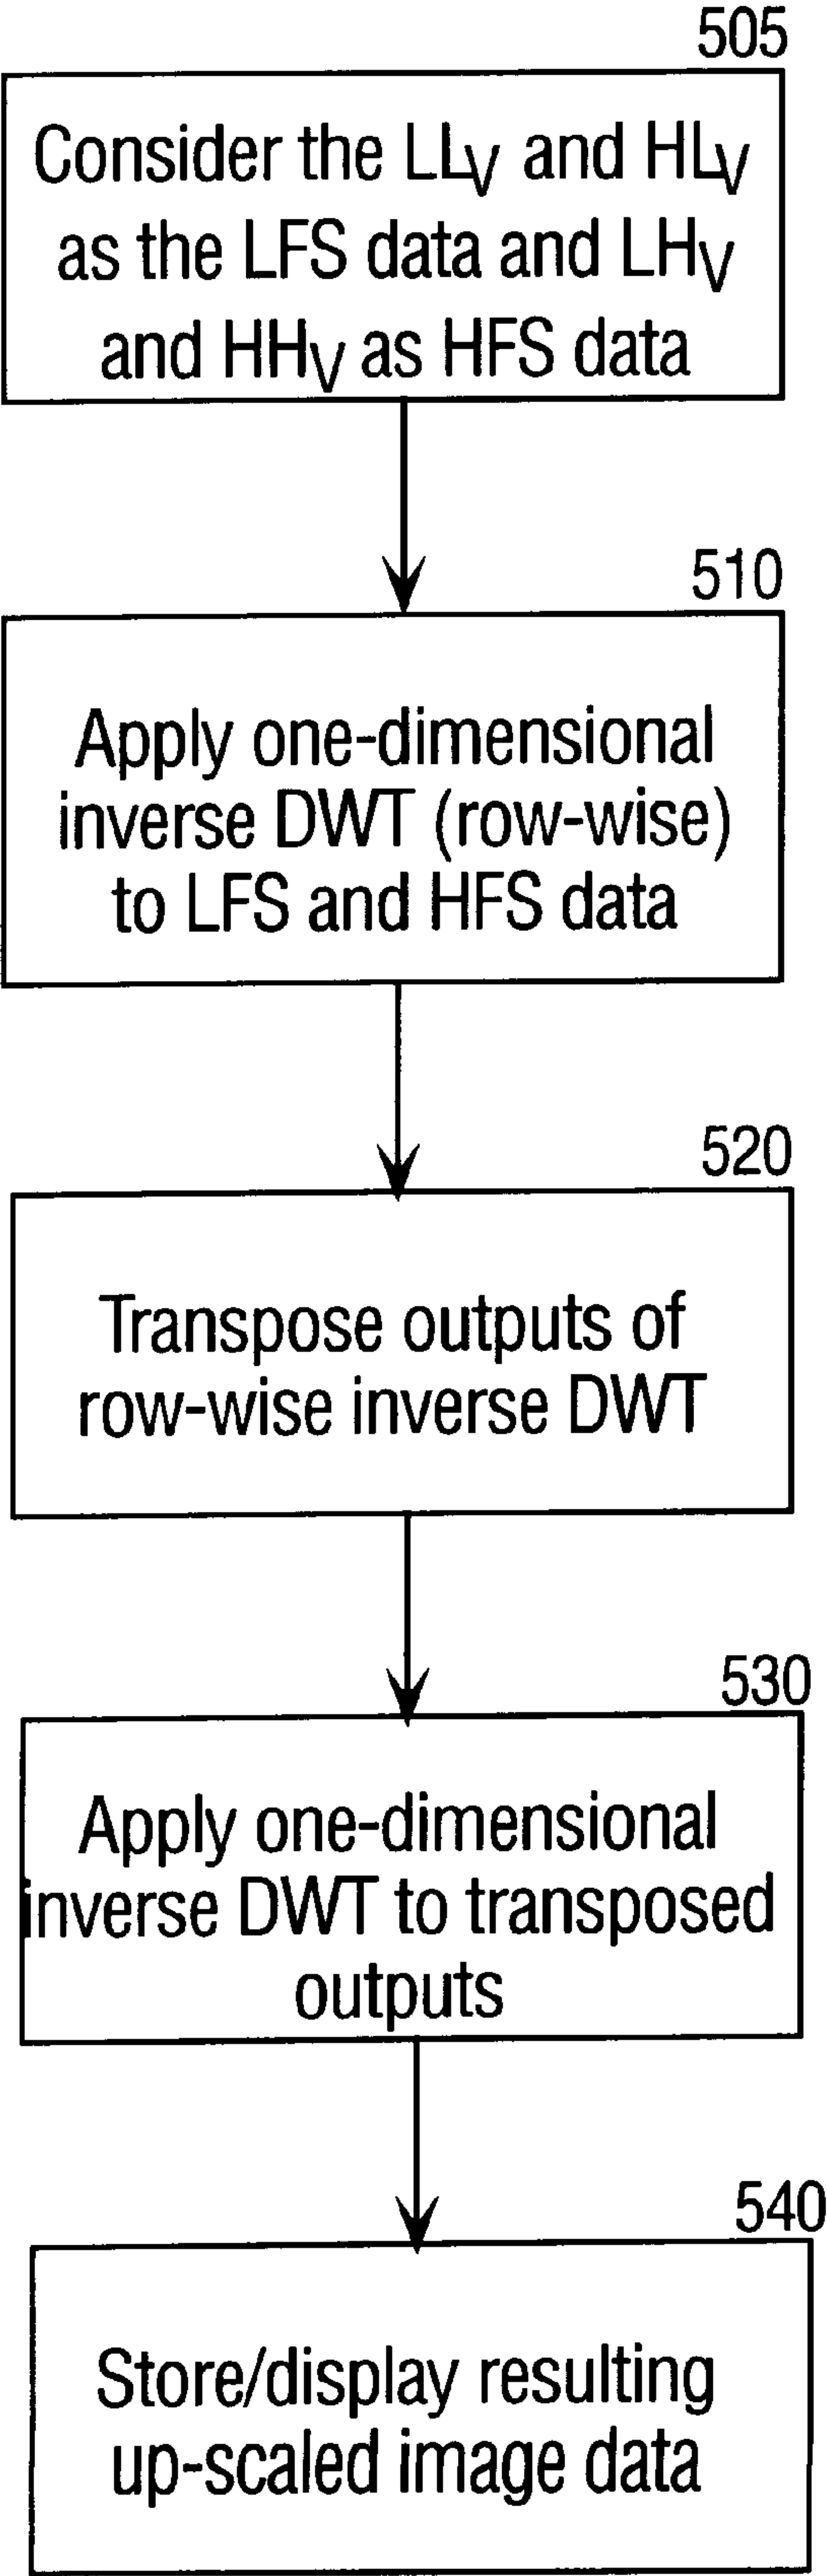 505
Consider the LLV and HLV
as the LFS data and LHV
and HHV as HFS data
510
Apply one-dimensional
inverse DWT (row-wise)
to LFS and HFS data
520
Transpose outputs of
row-wise inverse DWT
530
Apply one-dimensional
inverse DWT to transposed
outputs
540
Store/display resulting
up-scaled image data